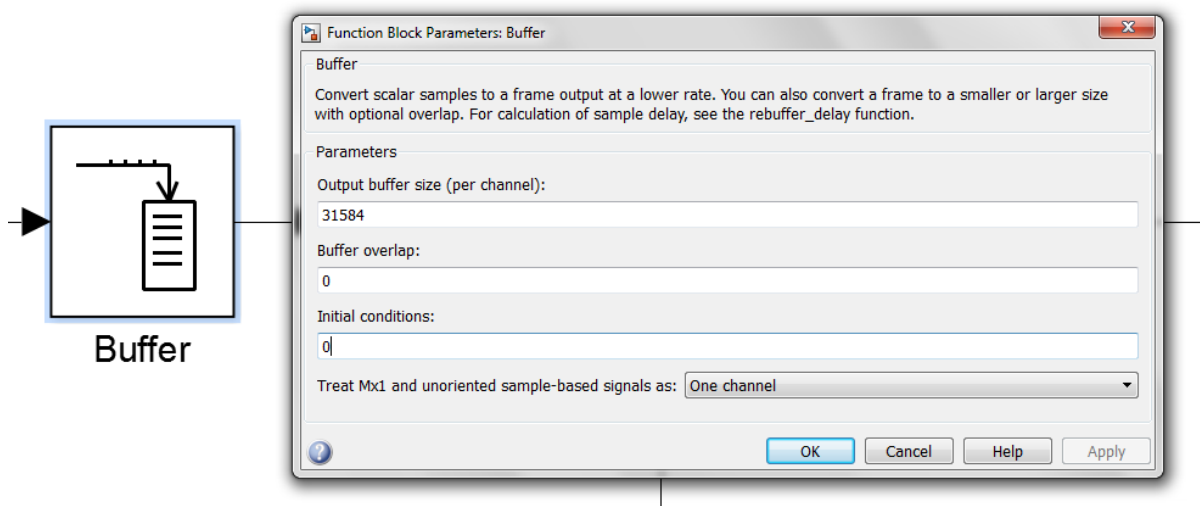 Function Block Parameters: Buffer
X
Buffer
Convert scalar samples to a frame output at a lower rate. You can also convert a frame to a smaller or larger size
with optional overlap. For calculation of sample delay, see the rebuffer_delay function.
Parameters
Output buffer size (per channel):
31584
Buffer overlap:
0
Initial conditions:
0
Treat Mx1 and unoriented sample-based signals as: One channel
? OK Cancel Help Apply
Buffer